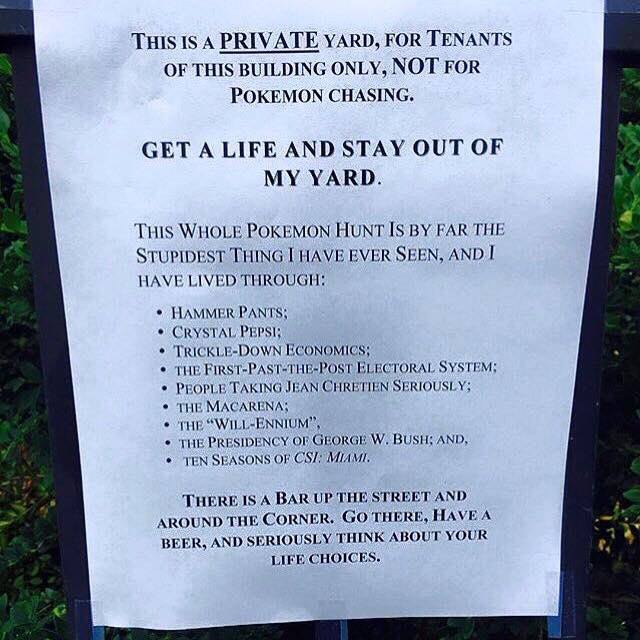 THIS IS A PRIVATE YARD, FOR TENANTS
OF THIS BUILDING ONLY, NOT FOR
POKEMON CHASING.
GET A LIFE AND STAY OUT OF
MY YARD.
THIS WHOLE POKEMON HUNT IS BY FAR THE
STUPIDEST THING I HAVE EVER SEEN, AND I
HAVE LIVED THROUGH:
• HAMMER PANTS;
• CRYSTAL PEPSI;
• TRICKLE-DOWN ECONOMICS;
• THE FIRST-PAST-THE-POST ELECTORAL SYSTEM;
• PEOPLE TAKING JEAN CHRETIEN SERIOUSLY;
• THE MACARENA;
• THE “WILL-ENNIUM”,
• THE PRESIDENCY OF GEORGE W. BUSH; AND,
• TEN SEASONS OF CSI: MIAMI.
THERE IS A BAR UP THE STREET AND
AROUND THE CORNER. GO THERE, HAVE A
BEER, AND SERIOUSLY THINK ABOUT YOUR
LIFE CHOICES.